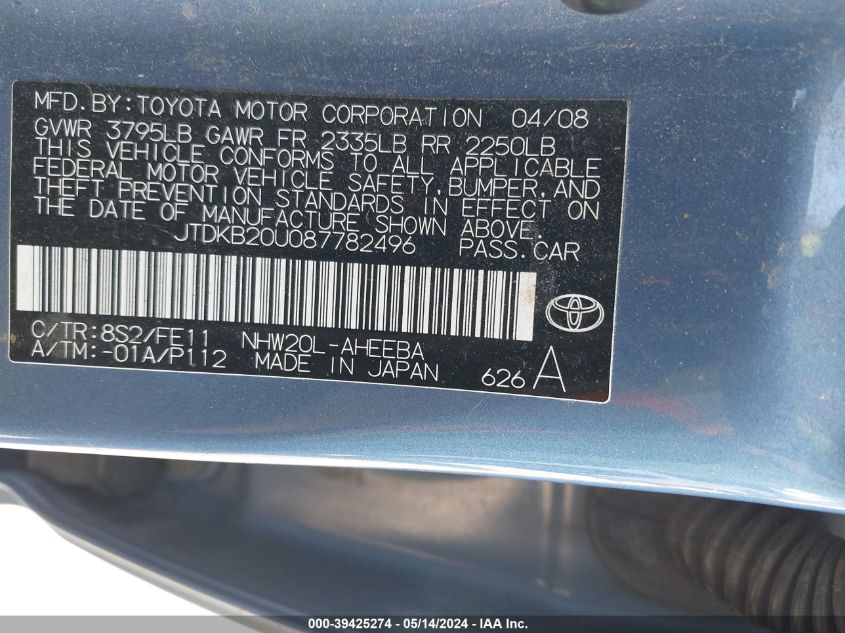 MFD.BY:TOYOTA MOTOR CORPORATION 04/08
GVWR 3795LB GAWR FR 2335LB RR 2250LB
THIS VEHICLE CONFORMS TO ALL APPLICABLE
FEDERAL MOTOR VEHICLE SAFETY,BUMPER,AND
THEFT PREVENTION STANDARDS IN EFFECT ON
THE DATE OF MANUFACTURE SHOWN ABOVE.
JTDKB20U087782496 PASS.CAR
C/TR:8S2/FE11 NHW20L-AHEEBA
A/TM:-01A/P112 MADE IN JAPAN 626 A
000-39425274 - 05/14/2024 - IAA Inc.